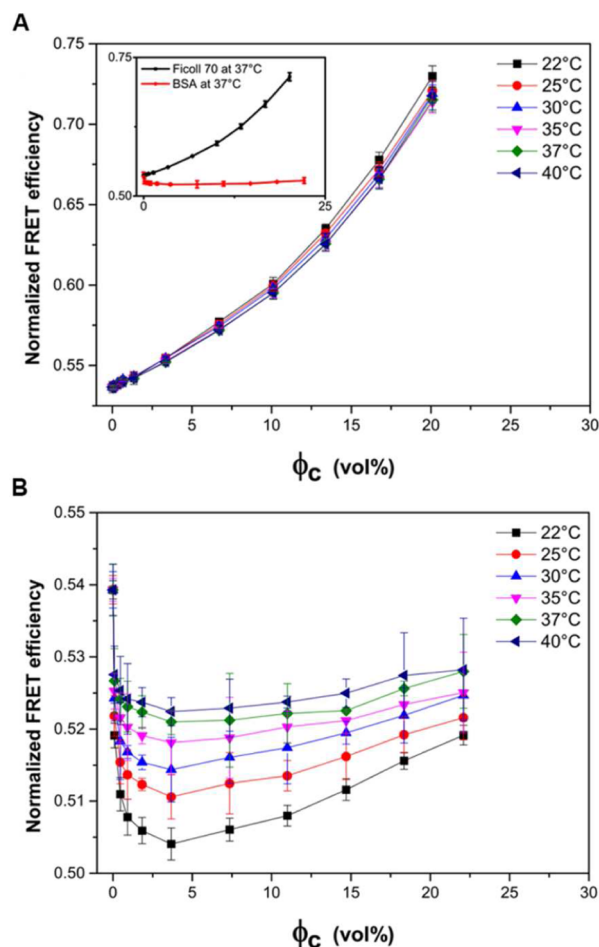 A
Normalized FRET efficiency
0.75
0.70
0.65
0.60
0.55
0.75
0.50
0
25
Ficoll 70 at 37°C
BSA at 37°C
22°C
25°C
30°C
35°C
37°C
40°C
0 5 10 15 20 25 30
ϕc (vol%)
B
Normalized FRET efficiency
0.55
0.54
0.53
0.52
0.51
0.50
22°C
25°C
30°C
35°C
37°C
40°C
0 5 10 15 20 25 30
ϕc (vol%)